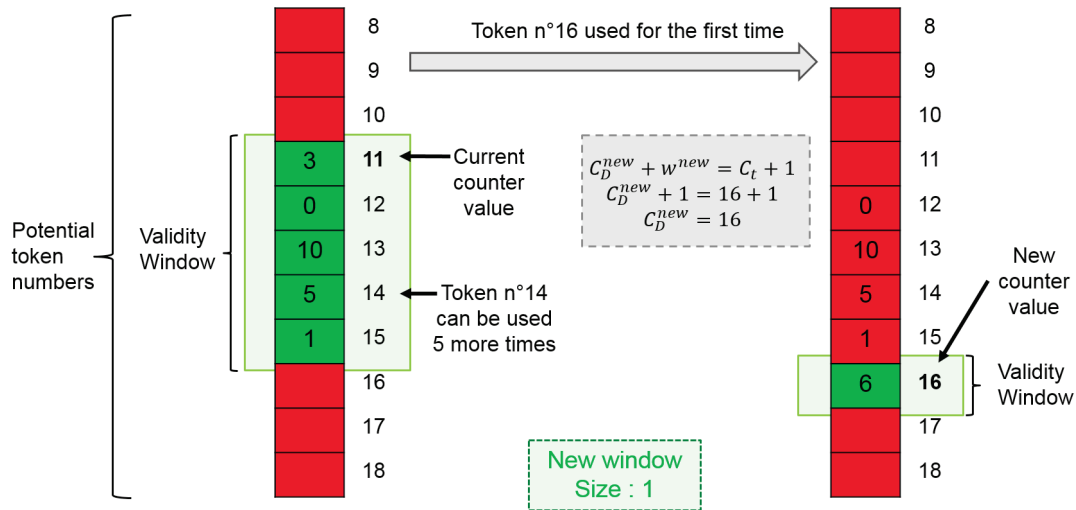 8
9
10
3 11
0 12
10 13
5 14
1 15
16
17
18
Potential
token
numbers
Validity
Window
Current
counter
value
Token n°14
can be used
5 more times
Token n°16 used for the first time
C_D^{new} + w^{new} = C_t + 1
C_D^{new} + 1 = 16 + 1
C_D^{new} = 16
New window
Size : 1
8
9
10
11
0 12
10 13
5 14
1 15
6 16
17
18
New
counter
value
Validity
Window